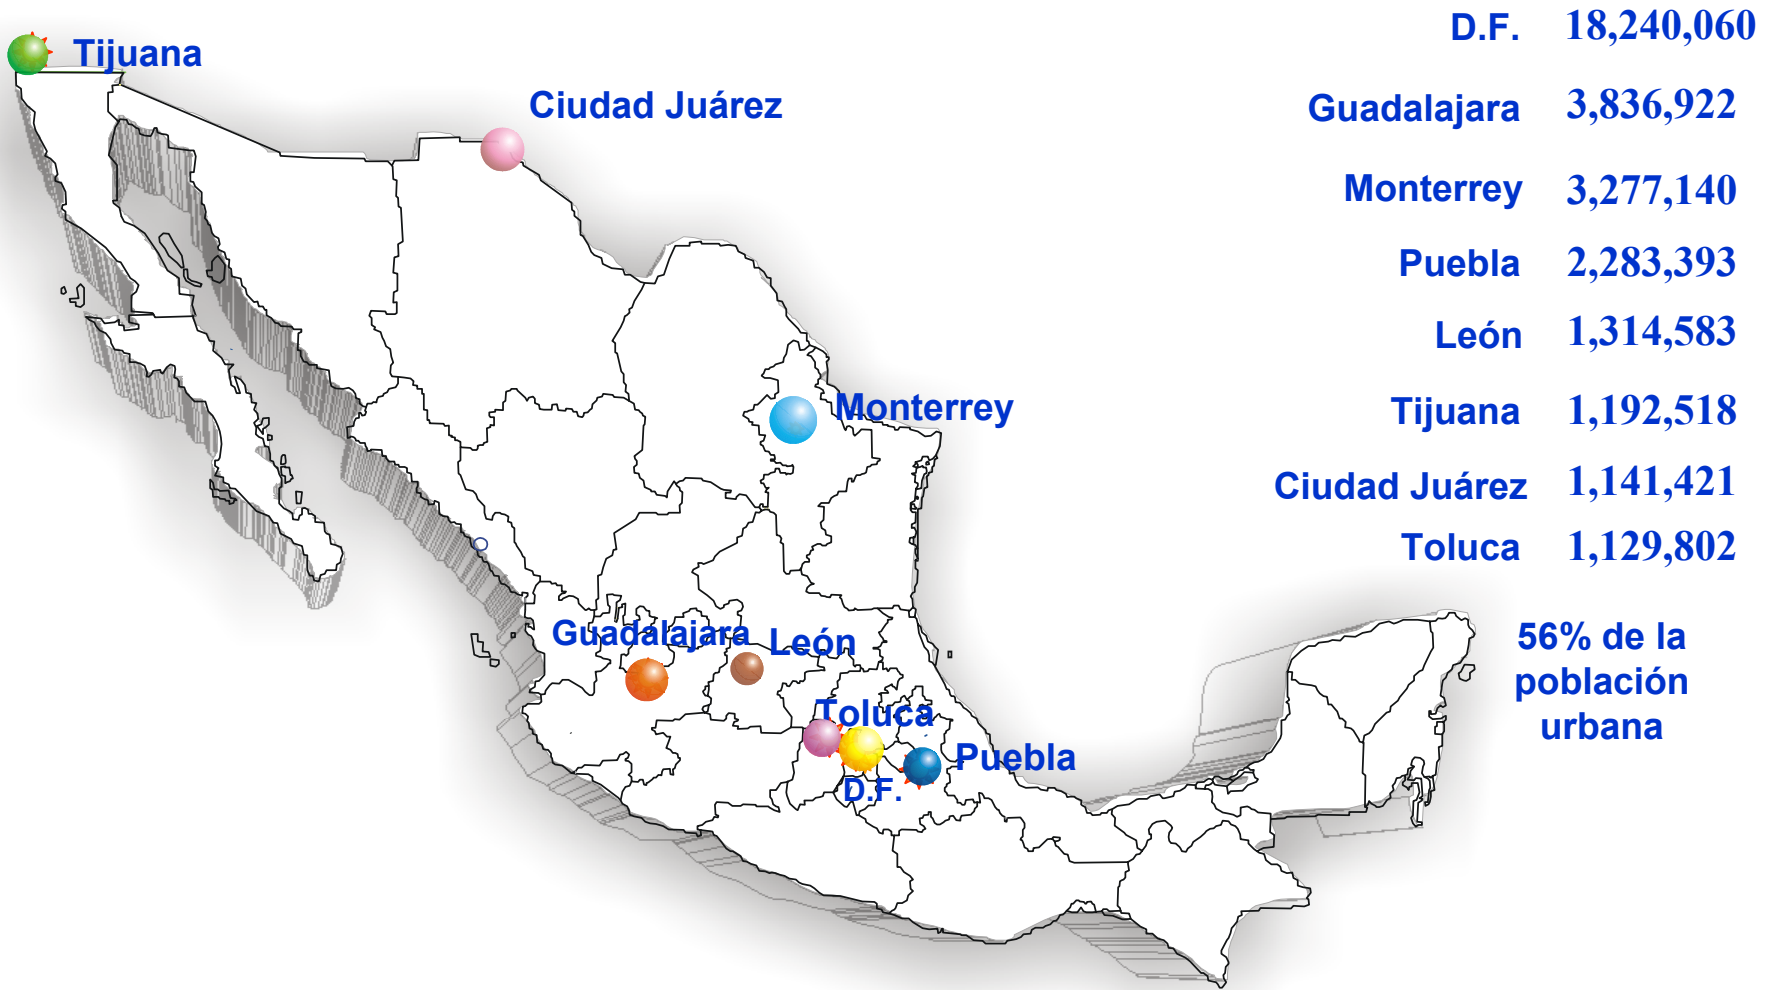 D.F. 18,240,060
Tijuana
Ciudad Juárez
Guadalajara 3,836,922
Monterrey 3,277,140
Puebla 2,283,393
León 1,314,583
Tijuana 1,192,518
Monterrey
Ciudad Juárez 1,141,421
Toluca 1,129,802
Guadalajara
León
56% de la
población
urbana
Toluca
Puebla
D.F.